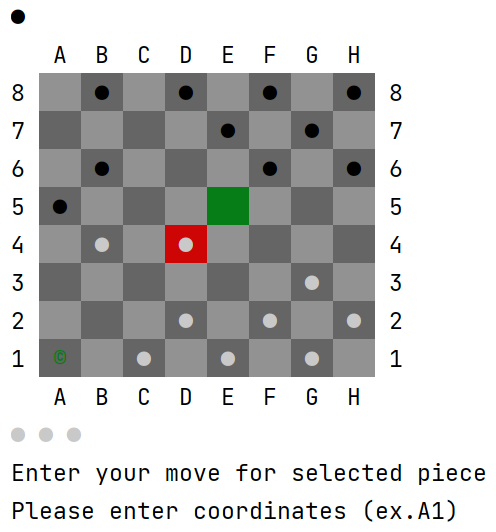 A B C D E F G H
8 8
7 7
6 6
5 5
4 4
3 3
2 2
1 © 1
A B C D E F G H
Enter your move for selected piece
Please enter coordinates (ex.A1)